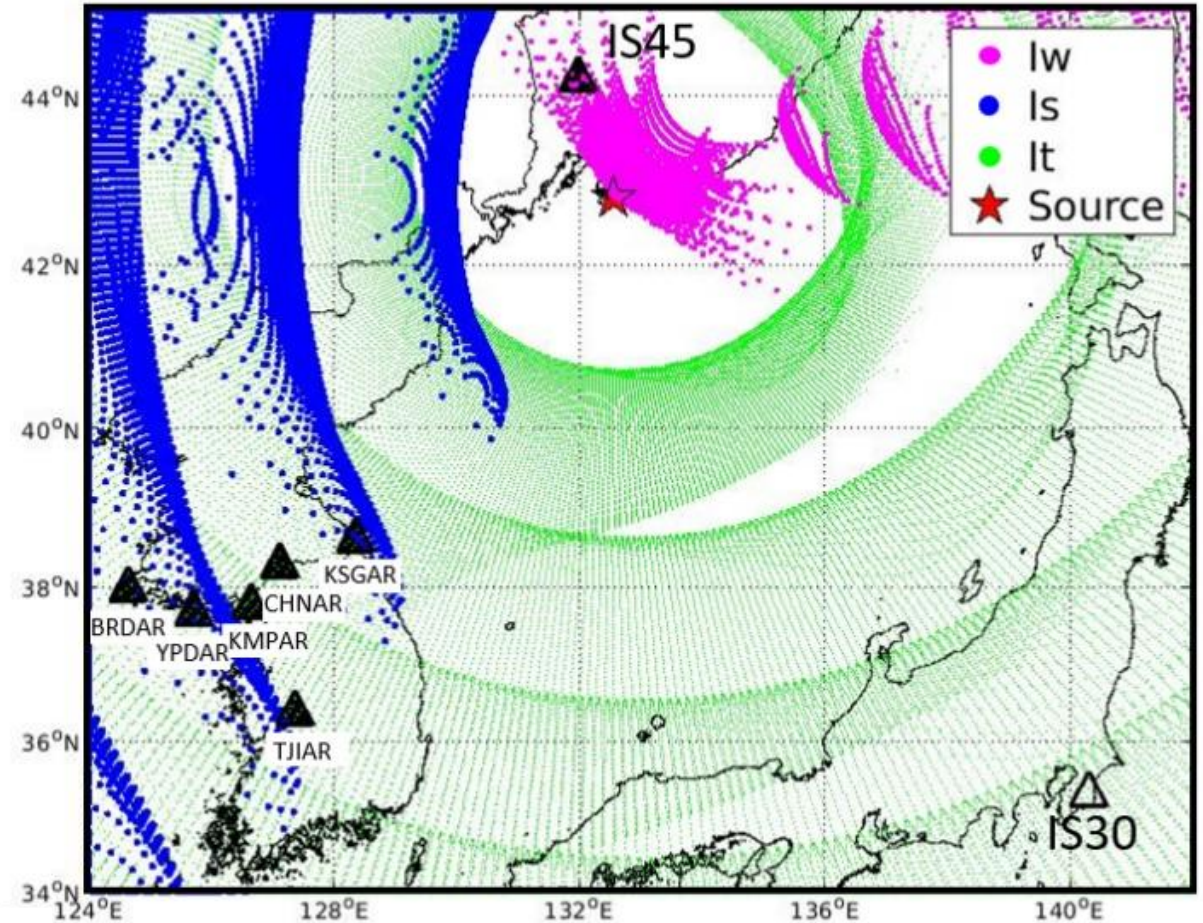 IS45
Iw
Is
It
Source
44°N
42°N
40°N
38°N
36°N
34°N
KSGAR
CHNAR
BRDAR
KMPAR
YPDAR
TJIAR
IS30
124°E
128°E
132°E
136°E
140°E